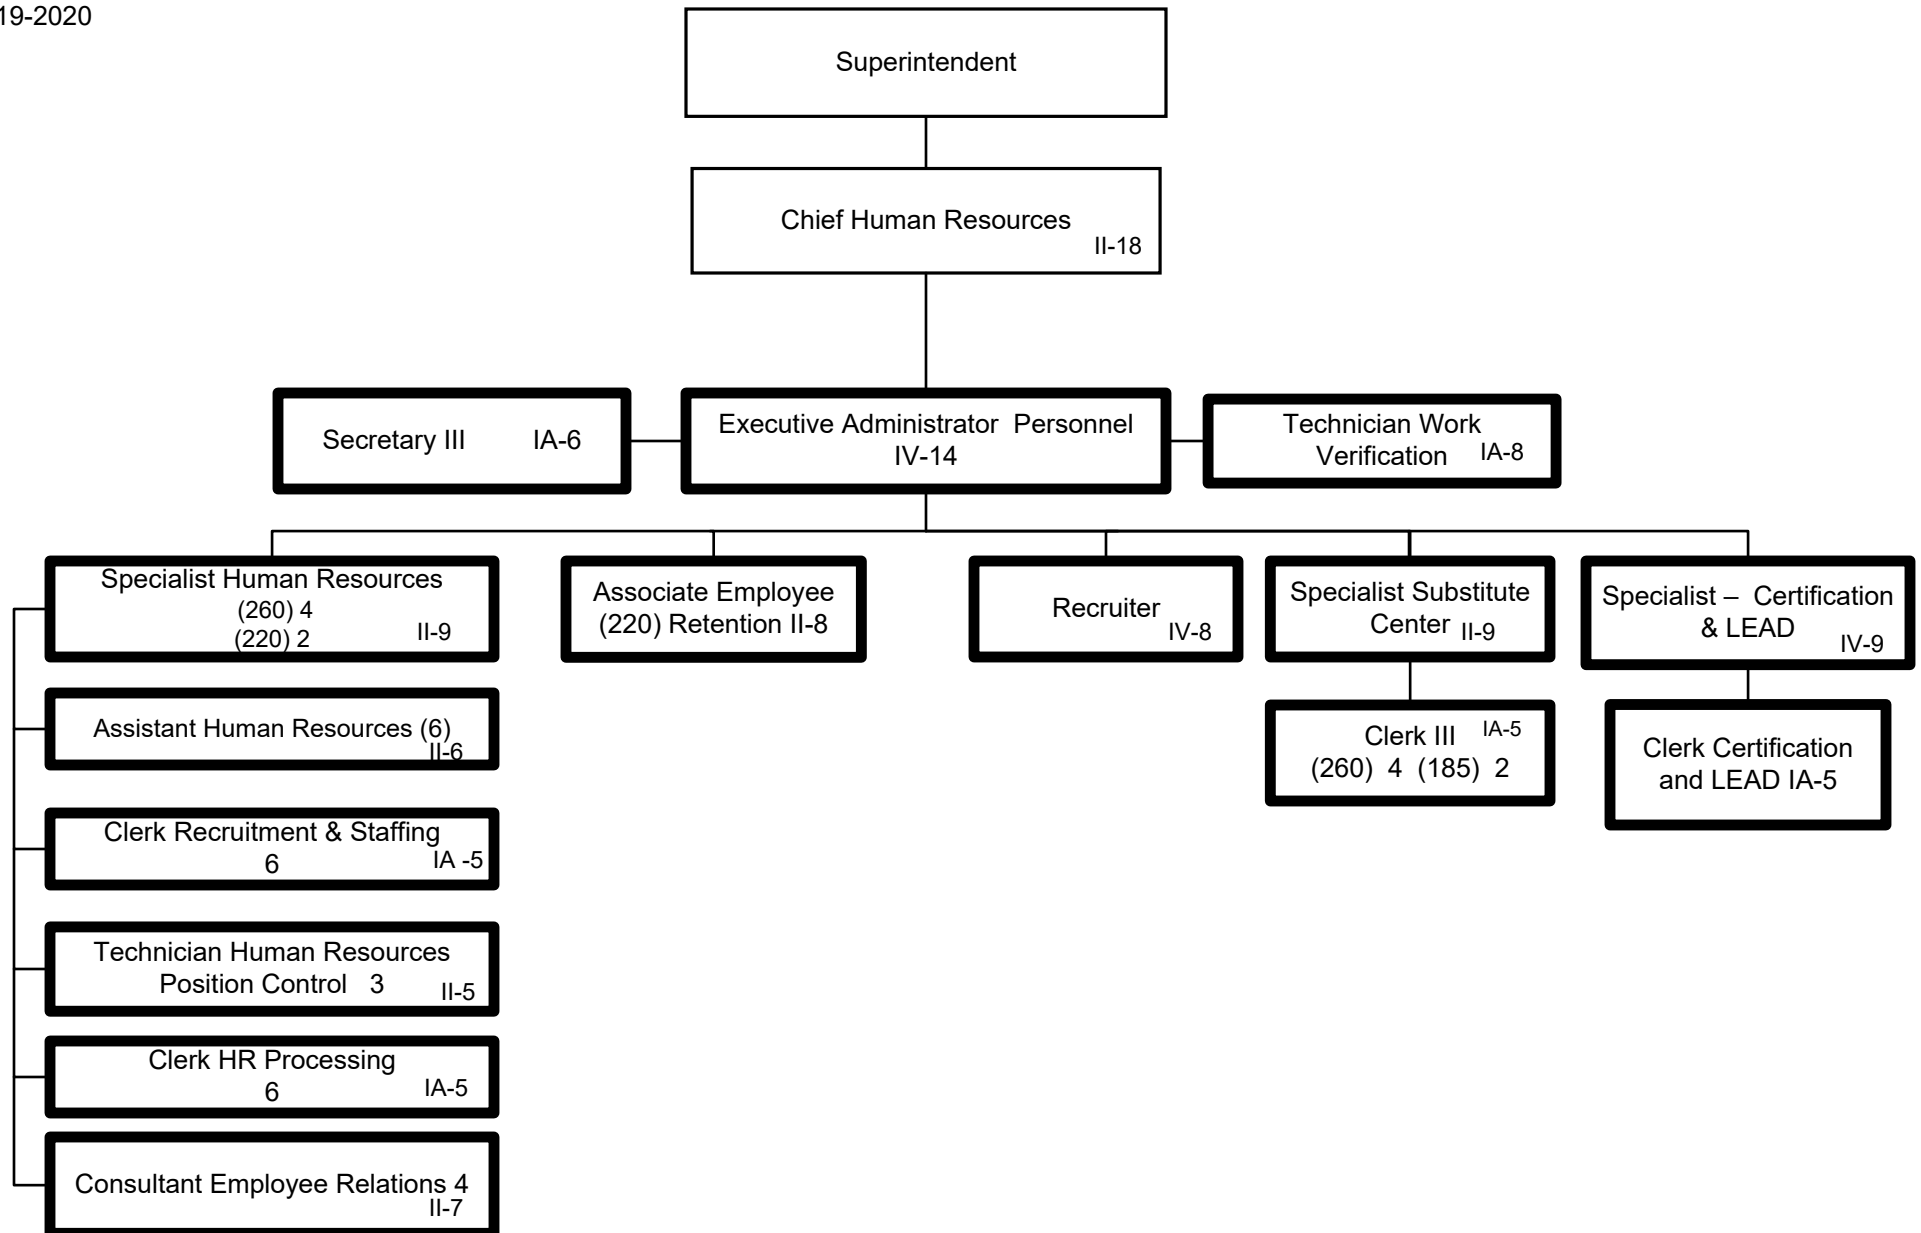 19-2020
Superintendent
Chief Human Resources
II-18
Secretary III IA-6
Executive Administrator Personnel
IV-14
Technician Work
Verification IA-8
Specialist Human Resources
(260) 4
(220) 2 II-9
Associate Employee
(220) Retention II-8
Recruiter
IV-8
Specialist Substitute
Center II-9
Specialist – Certification
& LEAD
IV-9
Assistant Human Resources (6)
II-6
Clerk III IA-5
(260) 4 (185) 2
Clerk Certification
and LEAD IA-5
Clerk Recruitment & Staffing
6 IA -5
Technician Human Resources
Position Control 3 II-5
Clerk HR Processing
6 IA-5
Consultant Employee Relations 4
II-7